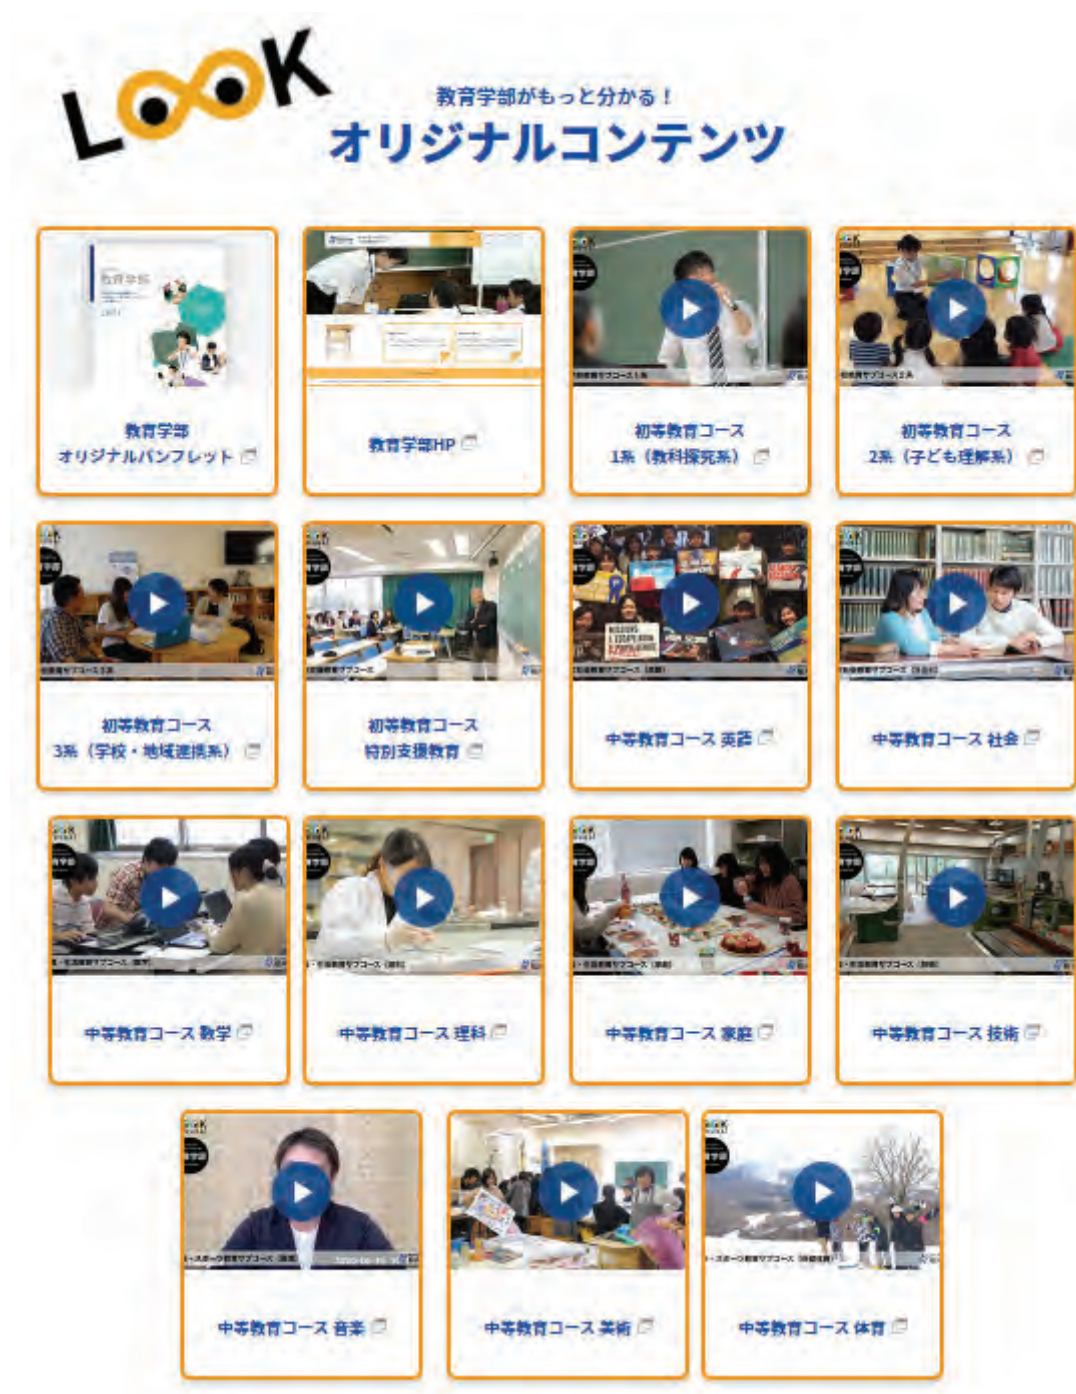 LOOK
教育学部がもっと分かる！
オリジナルコンテンツ
教育学部
教育学部
オリジナルパンフレット
教育学部HP
初等教育コース
1系（教科探究系）
初等教育コース
2系（子ども理解系）
初等教育コース
3系（学校・地域連携系）
初等教育コース
特別支援教育
中等教育コース 英語
中等教育コース 社会
中等教育コース 数学
中等教育コース 理科
中等教育コース 家庭
中等教育コース 技術
中等教育コース 音楽
中等教育コース 美術
中等教育コース 体育